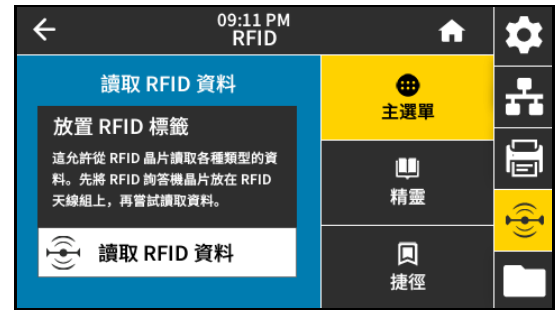 09:11 PM
RFID
讀取 RFID 資料
放置 RFID 標籤
這允許從 RFID 晶片讀取各種類型的資
料。先將 RFID 詢答機晶片放在 RFID
天線組上，再嘗試讀取資料。
讀取 RFID 資料
主選單
精靈
捷徑